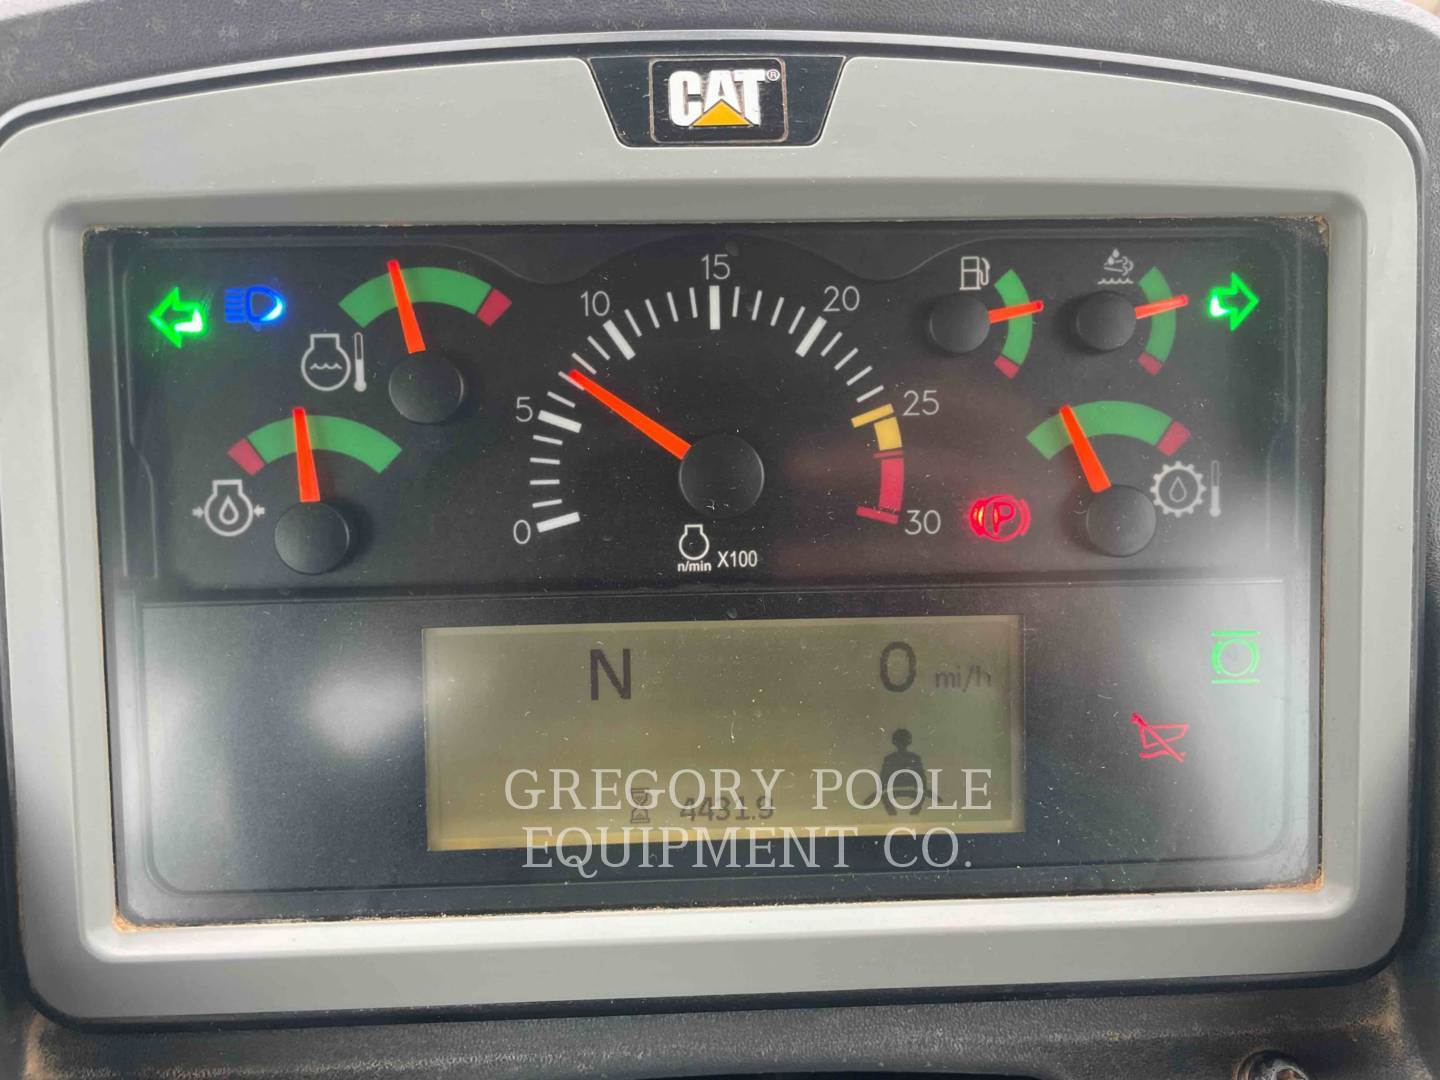 CAT®
15
10
20
5
25
0
30
P
n/min X100
N
0 mi/h
4431.9
GREGORY POOLE
EQUIPMENT CO.